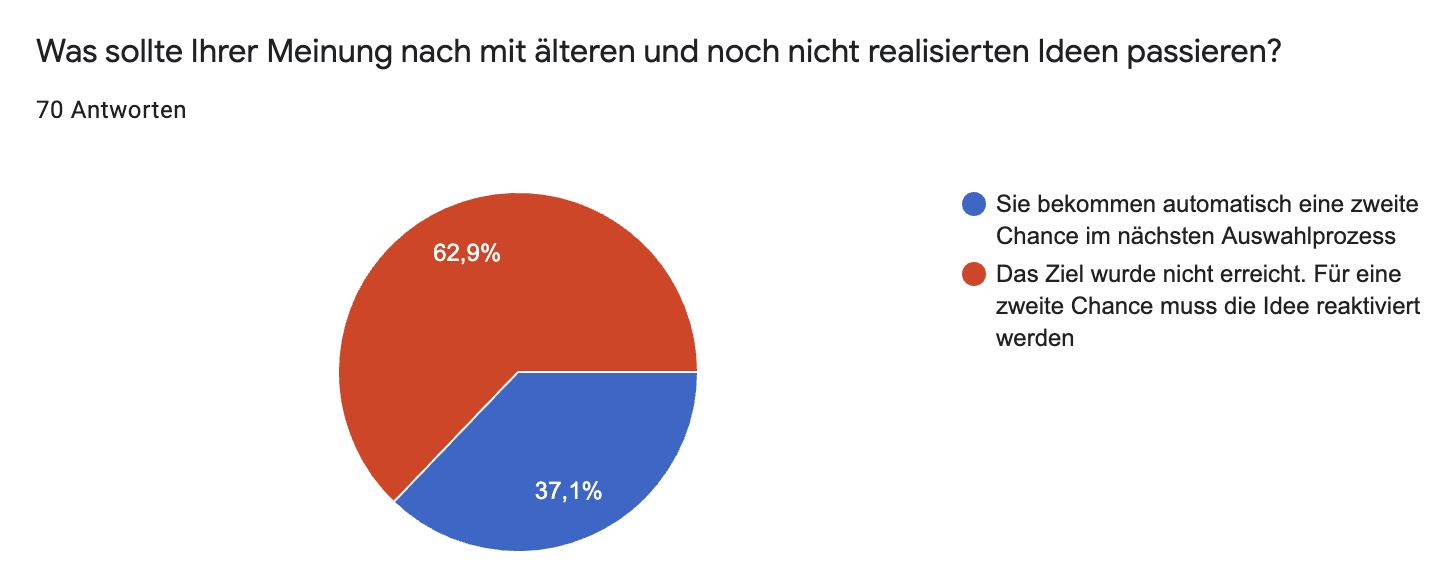 Was sollte Ihrer Meinung nach mit älteren und noch nicht realisierten Ideen passieren?
70 Antworten
62,9%
37,1%
Sie bekommen automatisch eine zweite
Chance im nächsten Auswahlprozess
Das Ziel wurde nicht erreicht. Für eine
zweite Chance muss die Idee reaktiviert
werden